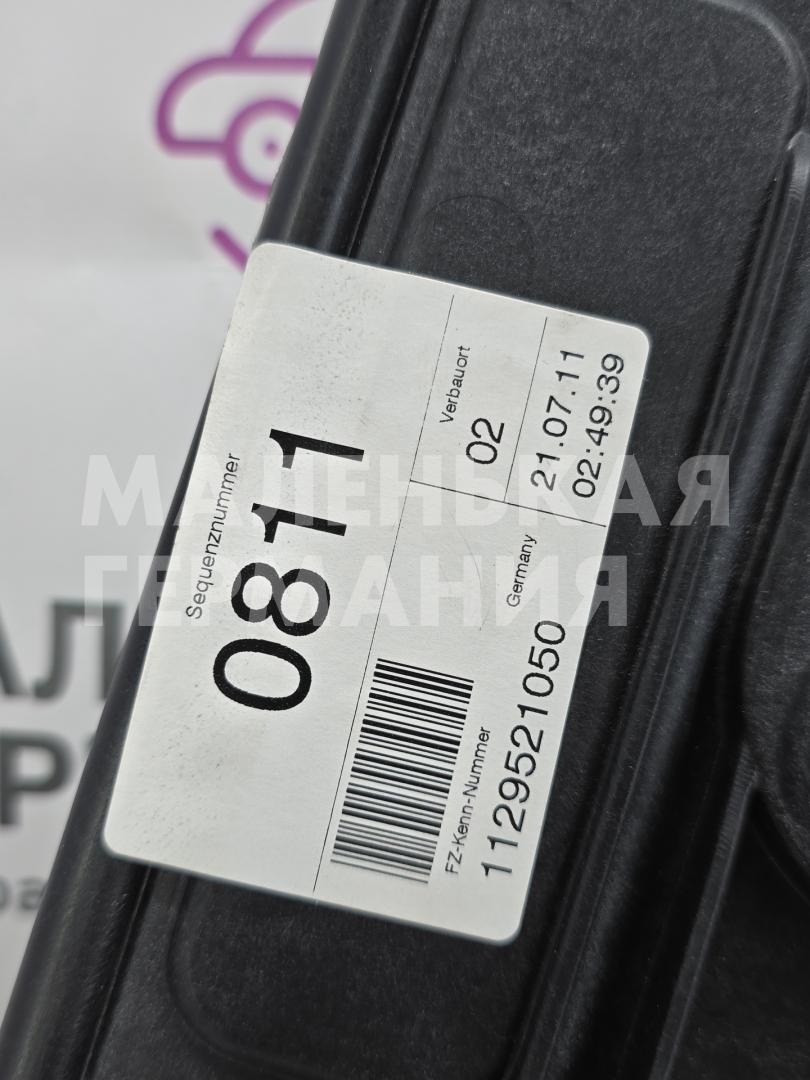 Sequenznummer
0811
Verbauort
02
21.07.11
02:49:39
FZ-Kenn-Nummer
Germany
1129521050
МАЛЕНЬКАЯ
ГЕРМАНИЯ